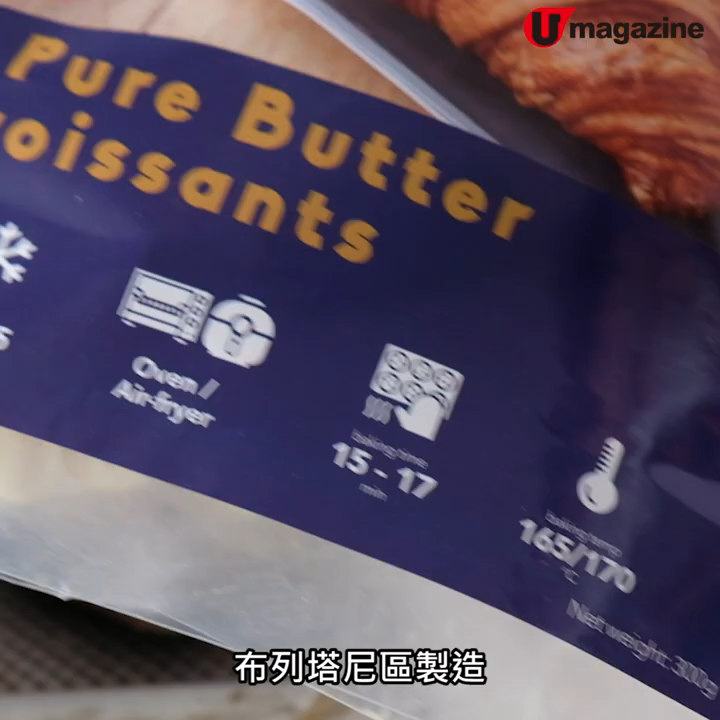 U magazine
Pure Butter
oissants
Oven /
Air-fryer
baking time
15 - 17
min
baking temp
165/170
°C
Net weight: 300g
布列塔尼區製造